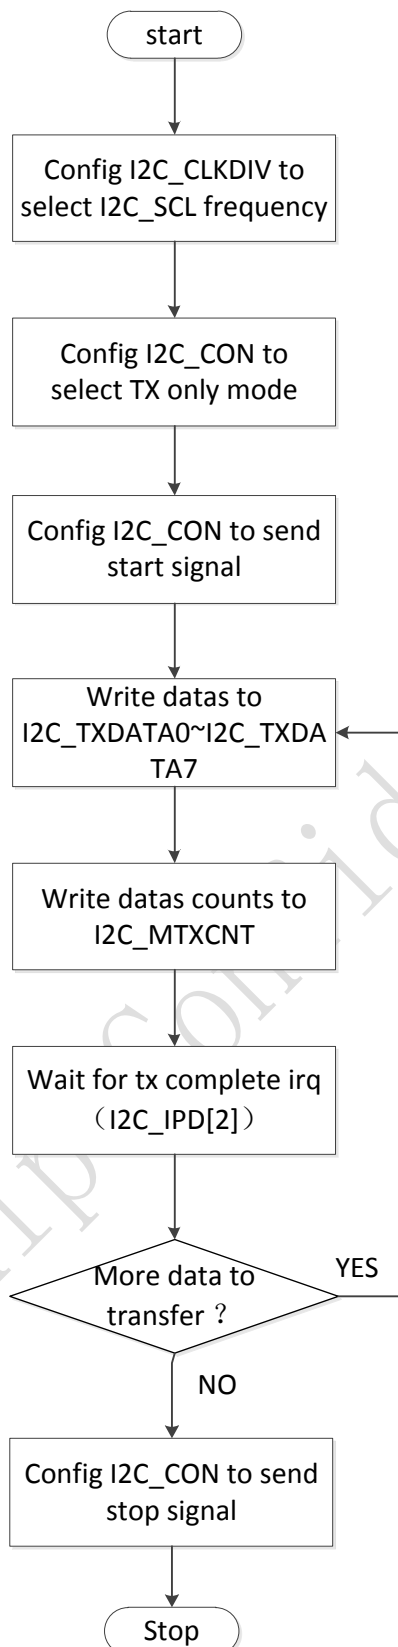 start
Config I2C_CLKDIV to
select I2C_SCL frequency
Config I2C_CON to
select TX only mode
Config I2C_CON to send
start signal
Write datas to
I2C_TXDATA0~I2C_TXDA
TA7
Write datas counts to
I2C_MTXCNT
Wait for tx complete irq
（I2C_IPD[2]）
More data to
transfer ？
YES
NO
Config I2C_CON to send
stop signal
Stop